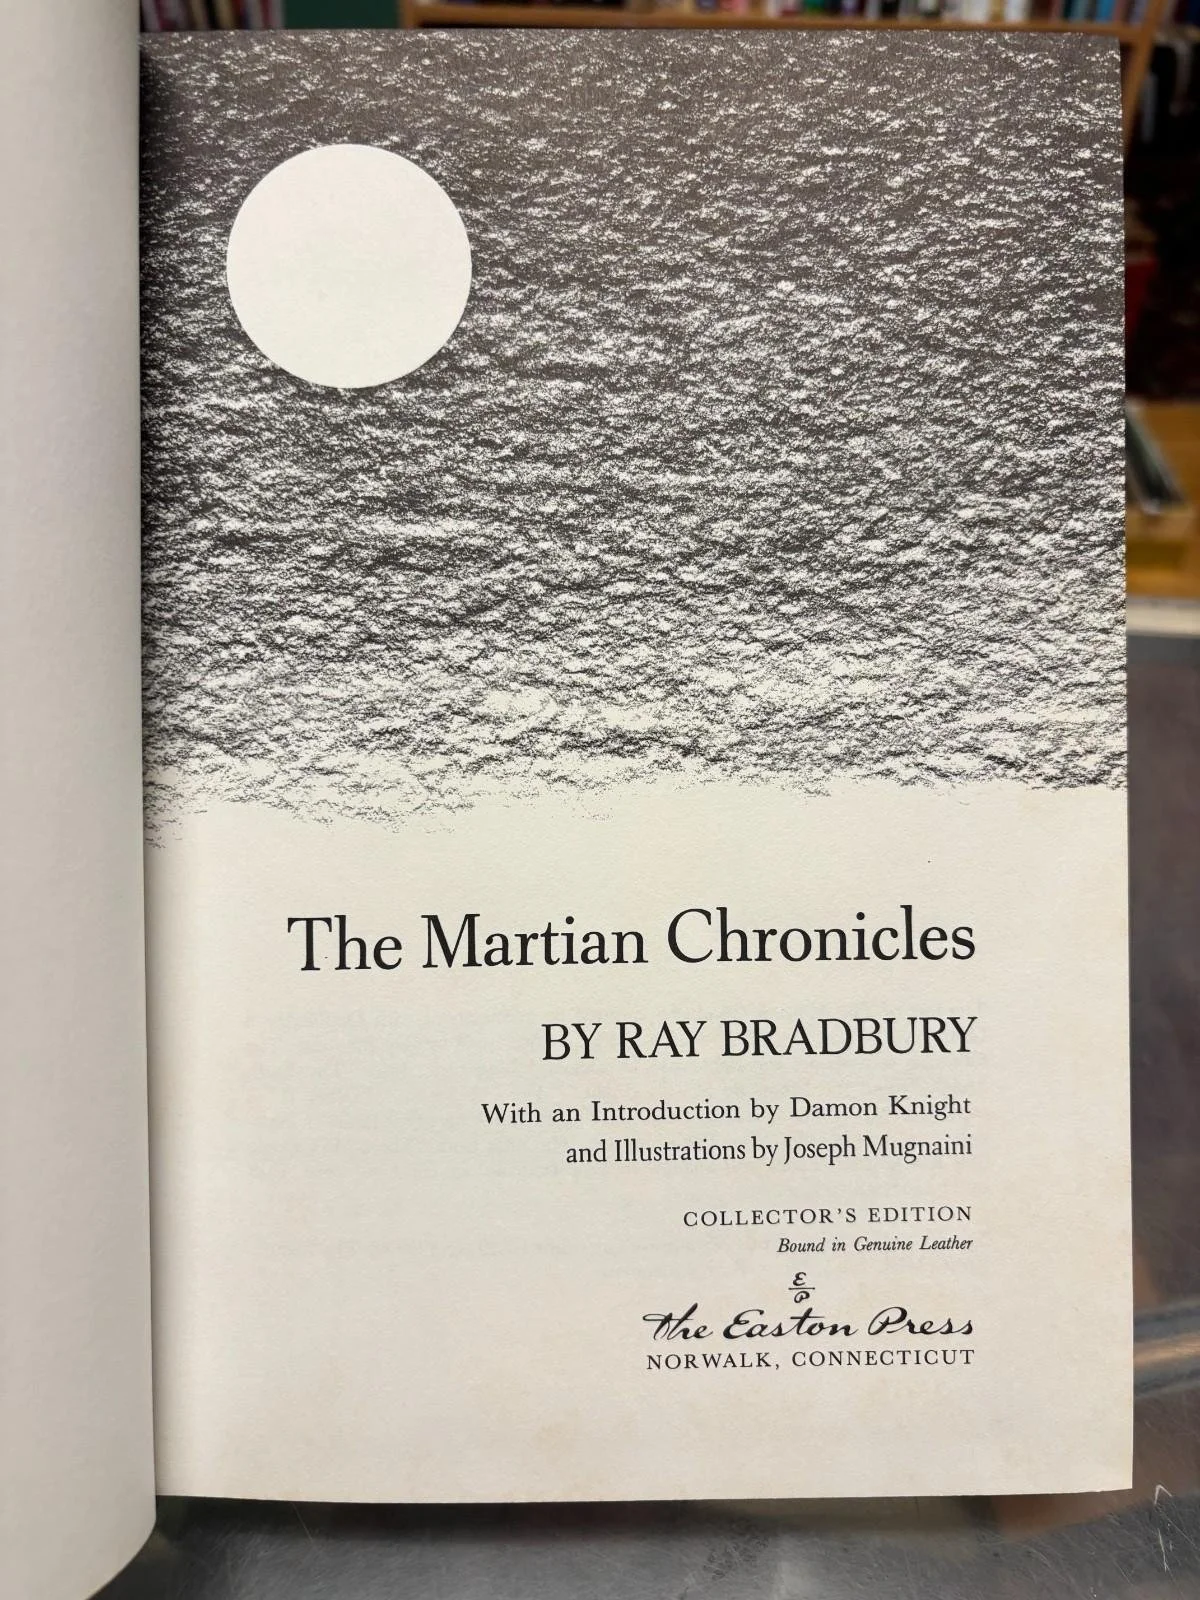 The Martian Chronicles
BY RAY BRADBURY
With an Introduction by Damon Knight
and Illustrations by Joseph Mugnaini
COLLECTOR'S EDITION
Bound in Genuine Leather
E
P
The Easton Press
NORWALK, CONNECTICUT